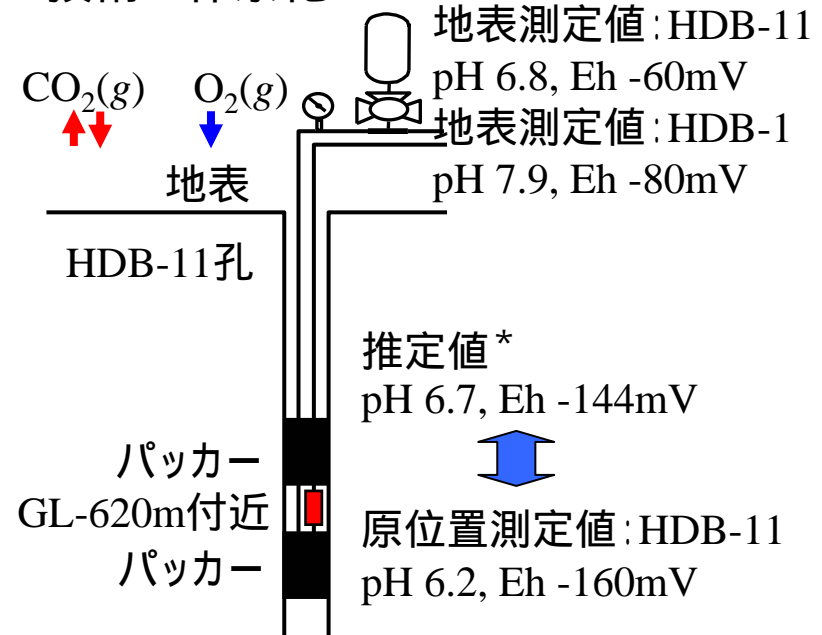 地表測定値:HDB-11
pH 6.8, Eh -60mV
CO2(g) O2(g)
地表測定値:HDB-1
pH 7.9, Eh -80mV
地表
HDB-11孔
推定値*
pH 6.7, Eh -144mV
パッカー
GL-620m付近
パッカー
原位置測定値:HDB-11
pH 6.2, Eh -160mV